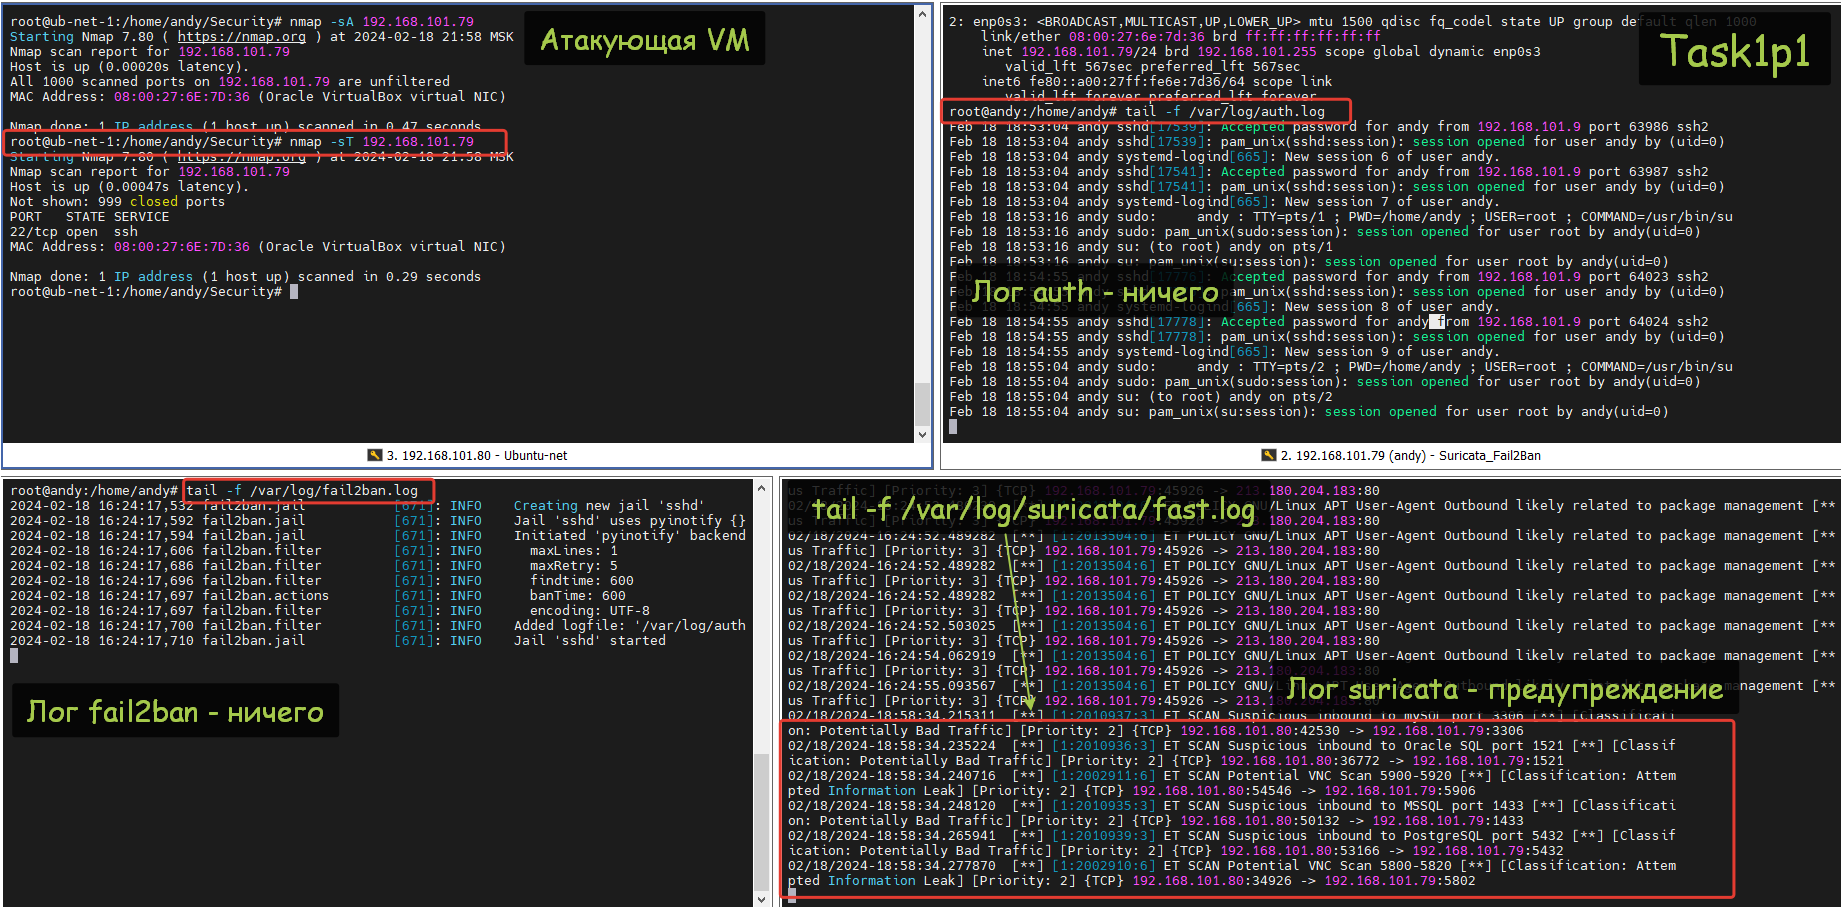 root@ub-net-1:/home/andy/Security# nmap -sA 192.168.101.79
Starting Nmap 7.80 ( https://nmap.org ) at 2024-02-18 21:58 MSK
Nmap scan report for 192.168.101.79
Host is up (0.00020s latency).
All 1000 scanned ports on 192.168.101.79 are unfiltered
MAC Address: 08:00:27:6E:7D:36 (Oracle VirtualBox virtual NIC)
Nmap done: 1 IP address (1 host up) scanned in 0.47 seconds
root@ub-net-1:/home/andy/Security# nmap -sT 192.168.101.79
Starting Nmap 7.80 ( https://nmap.org ) at 2024-02-18 21:58 MSK
Nmap scan report for 192.168.101.79
Host is up (0.00047s latency).
Not shown: 999 closed ports
PORT   STATE SERVICE
22/tcp open  ssh
MAC Address: 08:00:27:6E:7D:36 (Oracle VirtualBox virtual NIC)
Nmap done: 1 IP address (1 host up) scanned in 0.29 seconds
root@ub-net-1:/home/andy/Security#
Атакующая VM
3. 192.168.101.80 - Ubuntu-net
2: enp0s3: <BROADCAST,MULTICAST,UP,LOWER_UP> mtu 1500 qdisc fq_codel state UP group default qlen 1000
link/ether 08:00:27:6e:7d:36 brd ff:ff:ff:ff:ff:ff
inet 192.168.101.79/24 brd 192.168.101.255 scope global dynamic enp0s3
valid_lft 567sec preferred_lft 567sec
inet6 fe80::a00:27ff:fe6e:7d36/64 scope link
valid_lft forever preferred_lft forever
Task1p1
root@andy:/home/andy# tail -f /var/log/auth.log
Feb 18 18:53:04 andy sshd[17539]: Accepted password for andy from 192.168.101.9 port 63986 ssh2
Feb 18 18:53:04 andy sshd[17539]: pam_unix(sshd:session): session opened for user andy by (uid=0)
Feb 18 18:53:04 andy systemd-logind[665]: New session 6 of user andy.
Feb 18 18:53:04 andy sshd[17541]: Accepted password for andy from 192.168.101.9 port 63987 ssh2
Feb 18 18:53:04 andy sshd[17541]: pam_unix(sshd:session): session opened for user andy by (uid=0)
Feb 18 18:53:04 andy systemd-logind[665]: New session 7 of user andy.
Feb 18 18:53:16 andy sudo:     andy : TTY=pts/1 ; PWD=/home/andy ; USER=root ; COMMAND=/usr/bin/su
Feb 18 18:53:16 andy sudo: pam_unix(sudo:session): session opened for user root by andy(uid=0)
Feb 18 18:53:16 andy su: (to root) andy on pts/1
Feb 18 18:53:16 andy su: pam_unix(su:session): session opened for user root by andy(uid=0)
Feb 18 18:54:55 andy sshd[17776]: Accepted password for andy from 192.168.101.9 port 64023 ssh2
pam_unix(sshd:session): session opened for user andy by (uid=0)
Feb 18 18:54:55 andy systemd-logind[665]: New session 8 of user andy.
Лог auth - ничего
Feb 18 18:54:55 andy sshd[17778]: Accepted password for andy from 192.168.101.9 port 64024 ssh2
Feb 18 18:54:55 andy sshd[17778]: pam_unix(sshd:session): session opened for user andy by (uid=0)
Feb 18 18:54:55 andy systemd-logind[665]: New session 9 of user andy.
Feb 18 18:55:04 andy sudo:     andy : TTY=pts/2 ; PWD=/home/andy ; USER=root ; COMMAND=/usr/bin/su
Feb 18 18:55:04 andy sudo: pam_unix(sudo:session): session opened for user root by andy(uid=0)
Feb 18 18:55:04 andy su: (to root) andy on pts/2
Feb 18 18:55:04 andy su: pam_unix(su:session): session opened for user root by andy(uid=0)
2. 192.168.101.79 (andy) - Suricata_Fail2Ban
root@andy:/home/andy# tail -f /var/log/fail2ban.log
2024-02-18 16:24:17,532 fail2ban.jail [671]: INFO Creating new jail 'sshd'
2024-02-18 16:24:17,592 fail2ban.jail [671]: INFO Jail 'sshd' uses pyinotify {}
2024-02-18 16:24:17,594 fail2ban.jail [671]: INFO Initiated 'pyinotify' backend
2024-02-18 16:24:17,606 fail2ban.filter [671]: INFO maxLines: 1
2024-02-18 16:24:17,686 fail2ban.filter [671]: INFO maxRetry: 5
2024-02-18 16:24:17,696 fail2ban.filter [671]: INFO findtime: 600
2024-02-18 16:24:17,697 fail2ban.actions [671]: INFO banTime: 600
2024-02-18 16:24:17,697 fail2ban.filter [671]: INFO encoding: UTF-8
2024-02-18 16:24:17,700 fail2ban.filter [671]: INFO Added logfile: '/var/log/auth
2024-02-18 16:24:17,710 fail2ban.jail [671]: INFO Jail 'sshd' started
Лог fail2ban - ничего
us Traffic] [Priority: 3] {TCP} 192.168.101.79:45926 -> 213.180.204.183:80
GNU/Linux APT User-Agent Outbound likely related to package management [**
tail -f /var/log/suricata/fast.log
.180.204.183:80
02/18/2024-16:24:52.489282 [**] [1:2013504:6] ET POLICY GNU/Linux APT User-Agent Outbound likely related to package management [**
us Traffic] [Priority: 3] {TCP} 192.168.101.79:45926 -> 213.180.204.183:80
02/18/2024-16:24:52.489282 [**] [1:2013504:6] ET POLICY GNU/Linux APT User-Agent Outbound likely related to package management [**
us Traffic] [Priority: 3] {TCP} 192.168.101.79:45926 -> 213.180.204.183:80
02/18/2024-16:24:52.489282 [**] [1:2013504:6] ET POLICY GNU/Linux APT User-Agent Outbound likely related to package management [**
us Traffic] [Priority: 3] {TCP} 192.168.101.79:45926 -> 213.180.204.183:80
02/18/2024-16:24:52.503025 [**] [1:2013504:6] ET POLICY GNU/Linux APT User-Agent Outbound likely related to package management [**
us Traffic] [Priority: 3] {TCP} 192.168.101.79:45926 -> 213.180.204.183:80
02/18/2024-16:24:54.062919 [**] [1:2013504:6] ET POLICY GNU/Linux APT User-Agent Outbound likely related to package management [**
us Traffic] [Priority: 3] {TCP} 192.168.101.79:45926 -> 213.180.204.183:80
02/18/2024-16:24:55.093567 [**] [1:2013504:6] ET POLICY GNU/Linux APT User-Agent Outbound likely related to package management [**
us Traffic] [Priority: 3] {TCP} 192.168.101.79:45926 -> 213.180.204.183:80
Лог suricata - предупреждение
02/18/2024-18:58:34.215311 [**] [1:2010937:3] ET SCAN Suspicious inbound to mySQL port 3306 [**] [Classificati
on: Potentially Bad Traffic] [Priority: 2] {TCP} 192.168.101.80:42530 -> 192.168.101.79:3306
02/18/2024-18:58:34.235224 [**] [1:2010936:3] ET SCAN Suspicious inbound to Oracle SQL port 1521 [**] [Classif
ication: Potentially Bad Traffic] [Priority: 2] {TCP} 192.168.101.80:36772 -> 192.168.101.79:1521
02/18/2024-18:58:34.240716 [**] [1:2002911:6] ET SCAN Potential VNC Scan 5900-5920 [**] [Classification: Attem
pted Information Leak] [Priority: 2] {TCP} 192.168.101.80:54546 -> 192.168.101.79:5906
02/18/2024-18:58:34.248120 [**] [1:2010935:3] ET SCAN Suspicious inbound to MSSQL port 1433 [**] [Classificati
on: Potentially Bad Traffic] [Priority: 2] {TCP} 192.168.101.80:50132 -> 192.168.101.79:1433
02/18/2024-18:58:34.265941 [**] [1:2010939:3] ET SCAN Suspicious inbound to PostgreSQL port 5432 [**] [Classif
ication: Potentially Bad Traffic] [Priority: 2] {TCP} 192.168.101.80:53166 -> 192.168.101.79:5432
02/18/2024-18:58:34.277870 [**] [1:2002910:6] ET SCAN Potential VNC Scan 5800-5820 [**] [Classification: Attem
pted Information Leak] [Priority: 2] {TCP} 192.168.101.80:34926 -> 192.168.101.79:5802